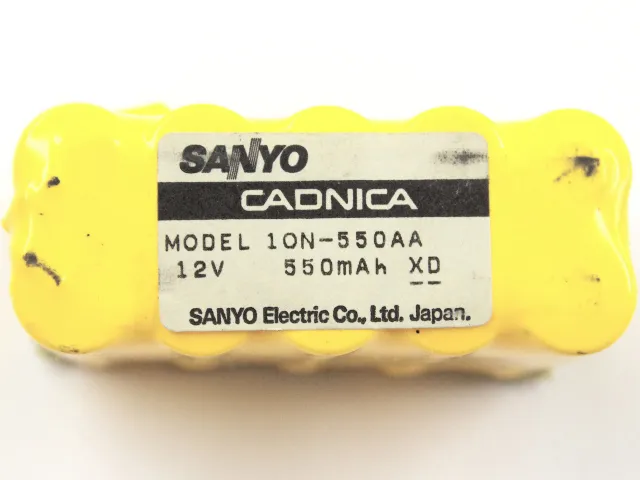 SANYO
CADNICA
MODEL 10N-550AA
12V 550mAh XD
SANYO Electric Co., Ltd. Japan.